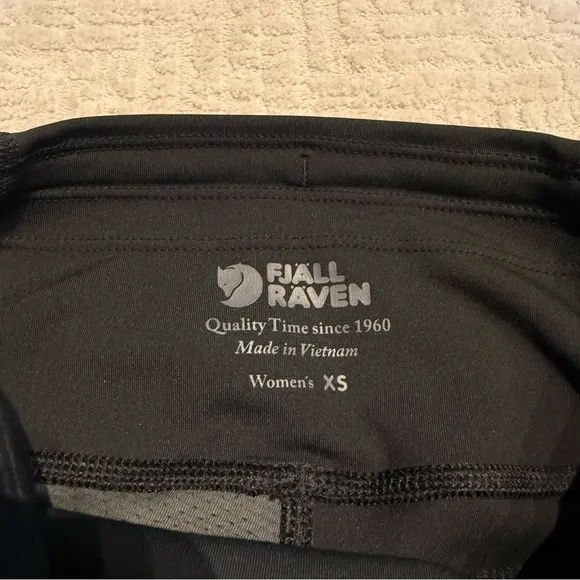 FJÄLL
RÄVEN
Quality Time since 1960
Made in Vietnam
Women's XS